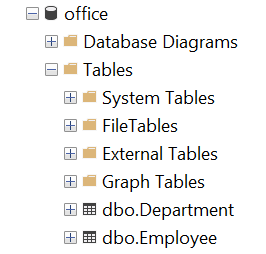 office
Database Diagrams
Tables
System Tables
FileTables
External Tables
Graph Tables
dbo.Department
dbo.Employee